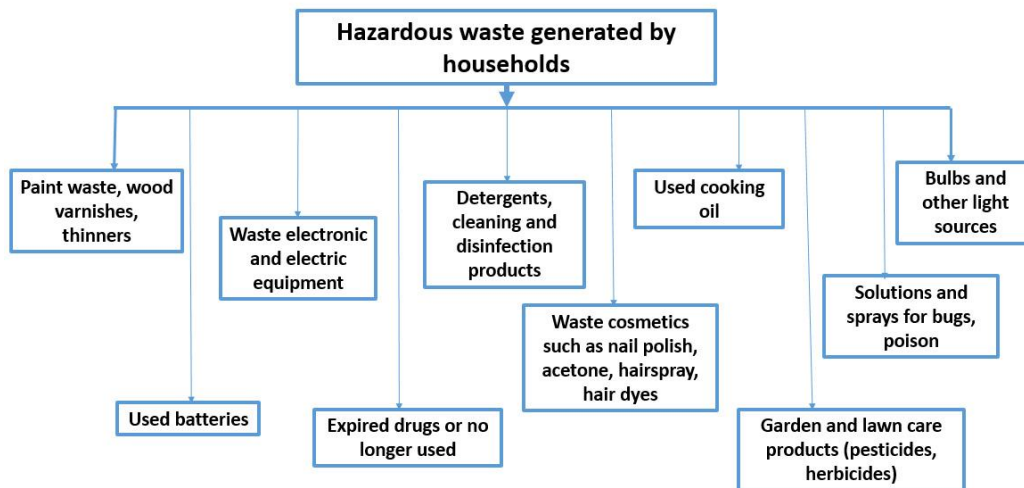 Hazardous waste generated by
households
Paint waste, wood
varnishes,
thinners
Used batteries
Waste electronic
and electric
equipment
Expired drugs or no
longer used
Detergents,
cleaning and
disinfection
products
Waste cosmetics
such as nail polish,
acetone, hairspray,
hair dyes
Used cooking
oil
Garden and lawn care
products (pesticides,
herbicides)
Solutions and
sprays for bugs,
poison
Bulbs and
other light
sources